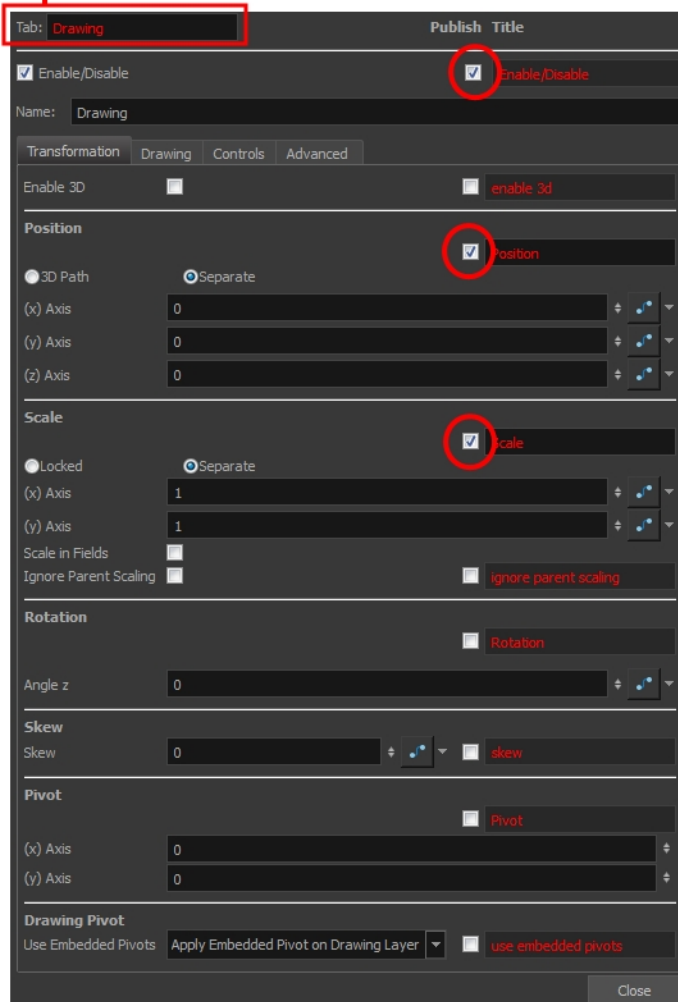 Tab: Drawing Publish Title
Enable/Disable Enable/Disable
Name: Drawing
Transformation Drawing Controls Advanced
Enable 3D enable 3d
Position
Position
3D Path Separate
(x) Axis 0
(y) Axis 0
(z) Axis 0
Scale
Scale
Locked Separate
(x) Axis 1
(y) Axis 1
Scale in Fields
Ignore Parent Scaling ignore parent scaling
Rotation
Rotation
Angle z 0
Skew
Skew 0 skew
Pivot
Pivot
(x) Axis 0
(y) Axis 0
Drawing Pivot
Use Embedded Pivots Apply Embedded Pivot on Drawing Layer use embedded pivots
Close